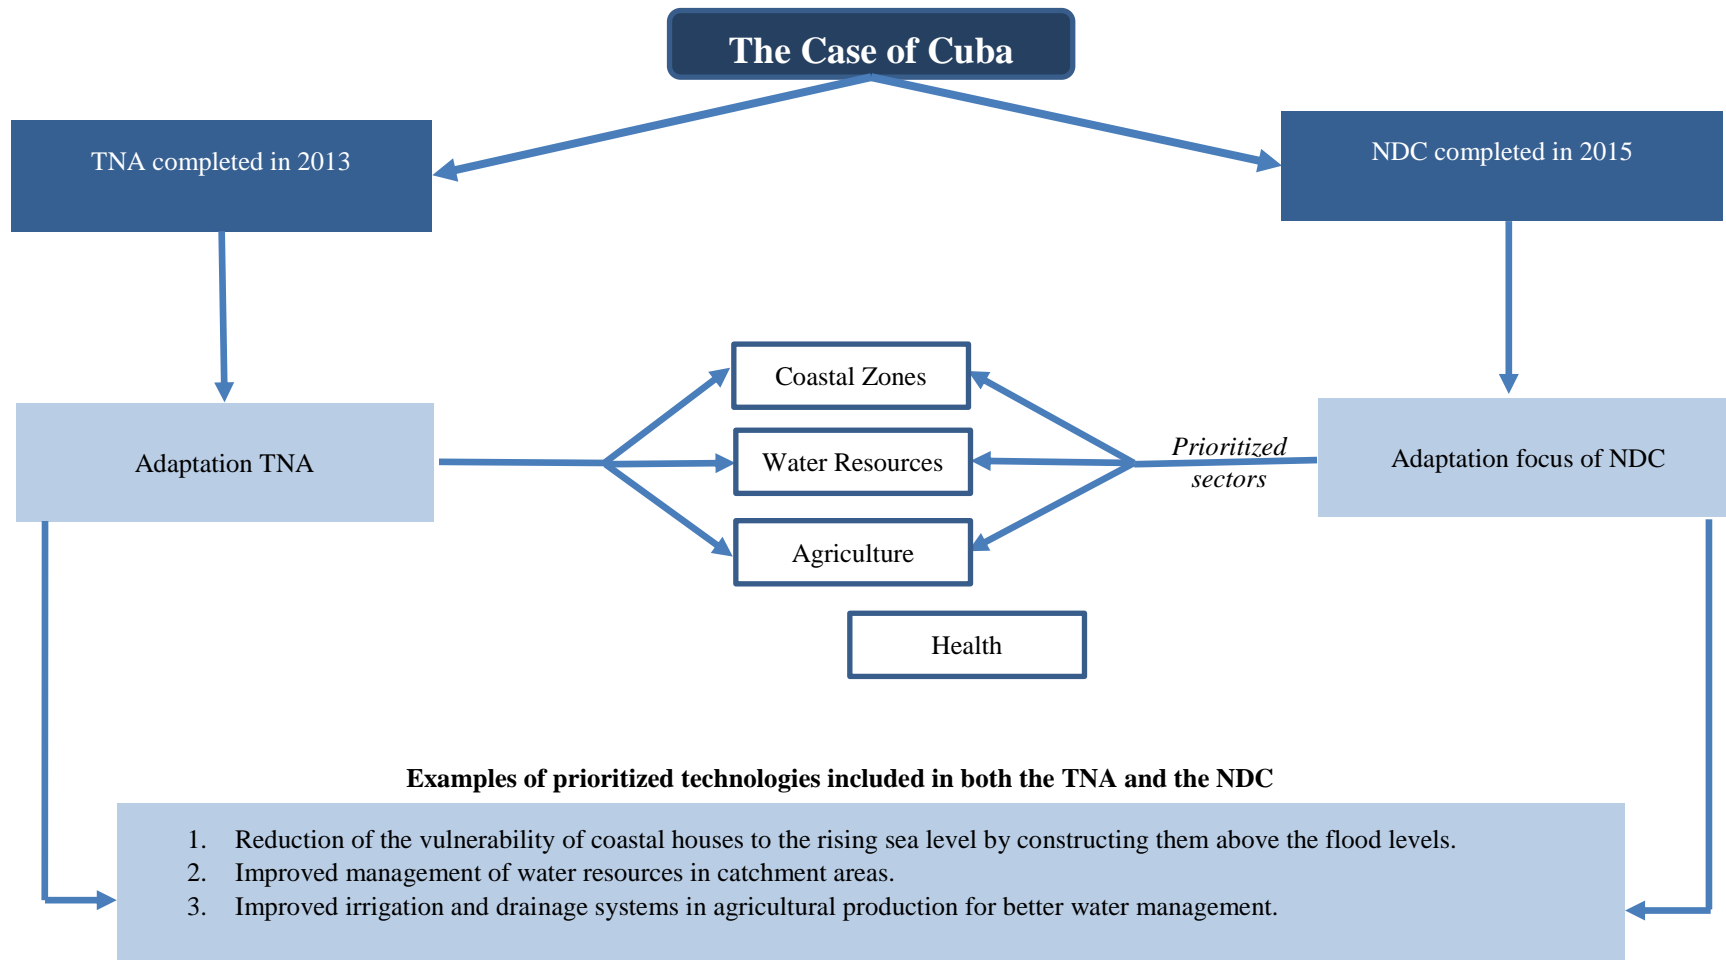 The Case of Cuba
TNA completed in 2013
NDC completed in 2015
Coastal Zones
Adaptation TNA
Water Resources
Prioritized
sectors
Adaptation focus of NDC
Agriculture
Health
Examples of prioritized technologies included in both the TNA and the NDC
1. Reduction of the vulnerability of coastal houses to the rising sea level by constructing them above the flood levels.
2. Improved management of water resources in catchment areas.
3. Improved irrigation and drainage systems in agricultural production for better water management.